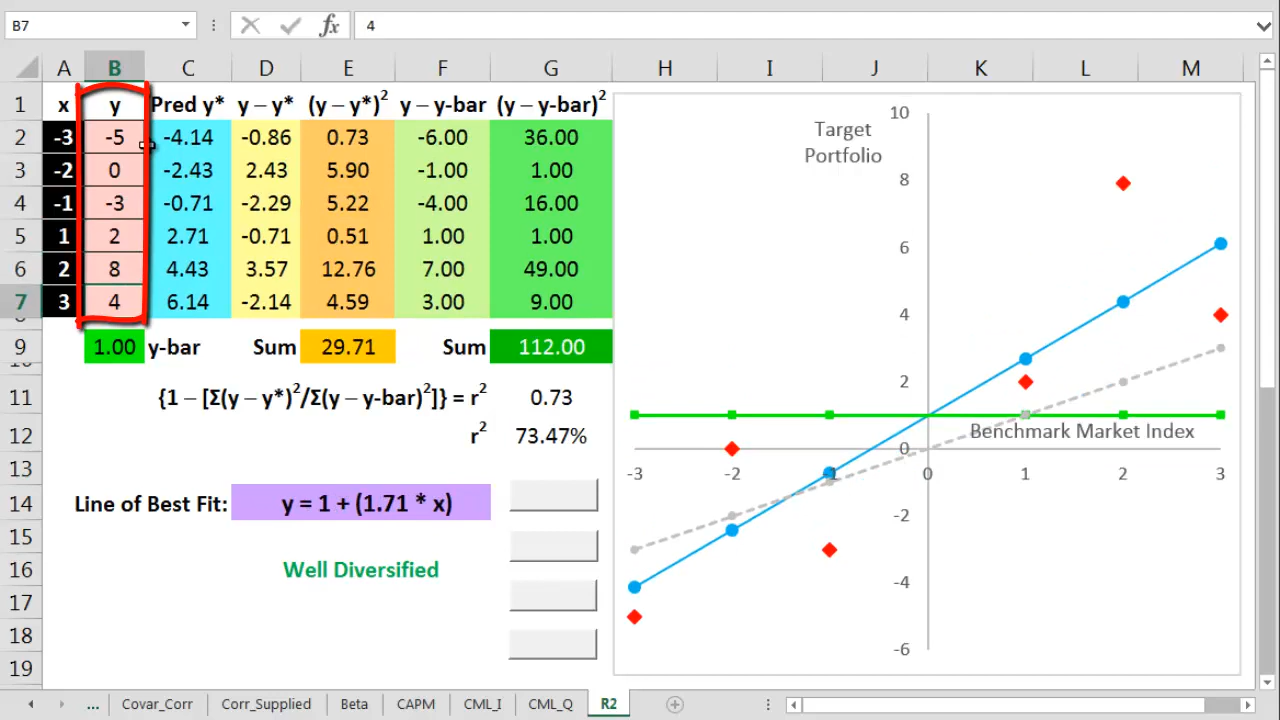 B7 fx 4
A B C D E F G H I J K L M
1 x y Pred y* y – y* (y – y*)² y – y-bar (y – y-bar)²
2 -3 -5 -4.14 -0.86 0.73 -6.00 36.00
3 -2 0 -2.43 2.43 5.90 -1.00 1.00
4 -1 -3 -0.71 -2.29 5.22 -4.00 16.00
5 1 2 2.71 -0.71 0.51 1.00 1.00
6 2 8 4.43 3.57 12.76 7.00 49.00
7 3 4 6.14 -2.14 4.59 3.00 9.00
9 1.00 y-bar Sum 29.71 Sum 112.00
11 {1 – [Σ(y – y*)²/Σ(y – y-bar)²]} = r² 0.73
12 r² 73.47%
13
14 Line of Best Fit: y = 1 + (1.71 * x)
15
16 Well Diversified
17
18
19
Target
Portfolio
10
8
6
4
2
0
-2
-4
-6
Benchmark Market Index
-3 -2 -1 0 1 2 3
... Covar_Corr Corr_Supplied Beta CAPM CML_I CML_Q R2